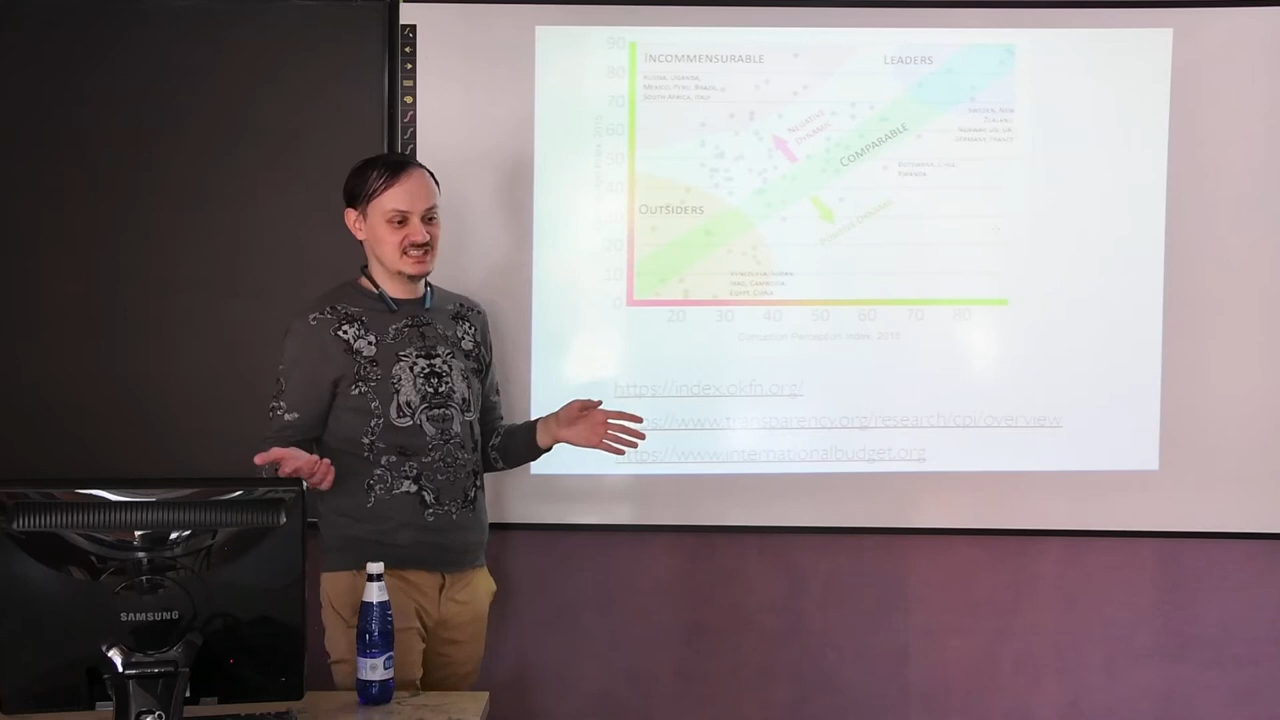 90
INCOMMENSURABLE
LEADERS
80
RUSSIA, UGANDA,
MEXICO, PERU, BRAZIL,
SOUTH AFRICA, ITALY
70
NEGATIVE
DYNAMIC
SWEDEN, NEW
ZEALAND
NORWAY, US, UK,
GERMANY, FRANCE
60
COMPARABLE
50
BOTSWANA, CHILE,
RWANDA
40
OUTSIDERS
30
POSITIVE DYNAMIC
20
10
VENEZUELA, SUDAN
IRAQ, CAMBODIA,
EGYPT, CHINA
0
20 30 40 50 60 70 80
Corruption Perception Index, 2016
https://index.okfn.org/
://www.transparency.org/research/cpi/overview
https://www.internationalbudget.org
SAMSUNG